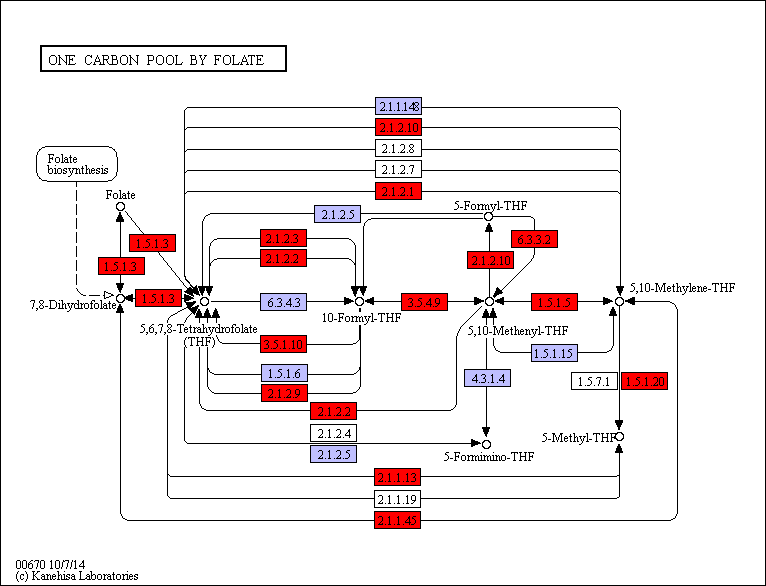 ONE CARBON POOL BY FOLATE
2.1.1.148
2.1.2.10
2.1.2.8
2.1.2.7
2.1.2.1
Folate
biosynthesis
Folate
5-Formyl-THF
2.1.2.5
1.5.1.3
2.1.2.3
6.3.3.2
2.1.2.2
2.1.2.10
1.5.1.3
1.5.1.3
7,8-Dihydrofolate
6.3.4.3
3.5.4.9
1.5.1.5
5,10-Methylene-THF
10-Formyl-THF
5,6,7,8-Tetrahydrofolate
(THF)
5,10-Methenyl-THF
3.5.1.10
1.5.1.15
1.5.1.6
4.3.1.4
1.5.7.1
1.5.1.20
2.1.2.9
2.1.2.2
2.1.2.4
2.1.2.5
5-Formimino-THF
5-Methyl-THF
2.1.1.13
2.1.1.19
2.1.1.45
00670 10/7/14
(c) Kanehisa Laboratories